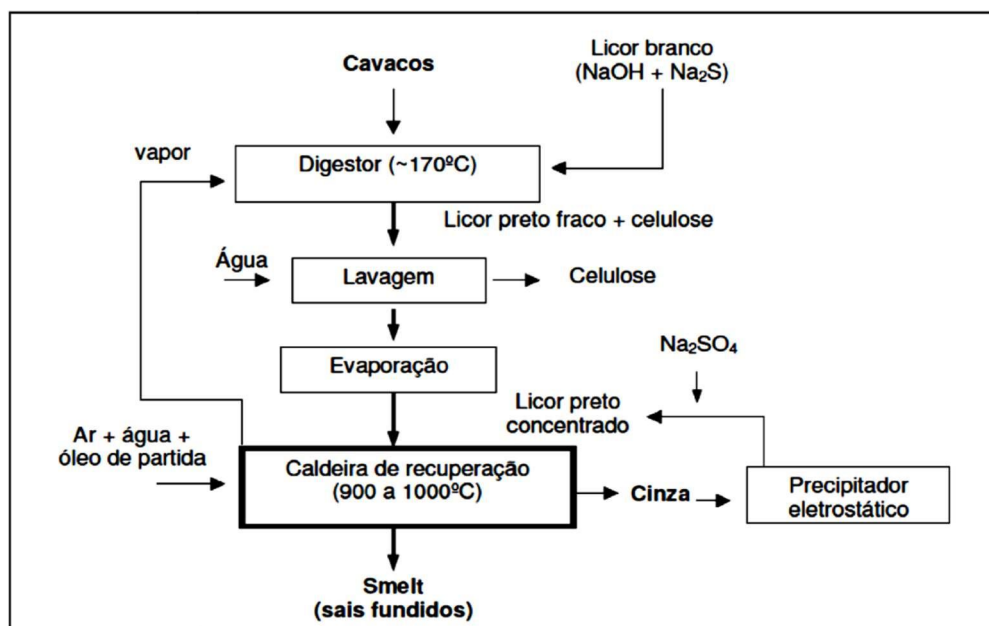 Cavacos
Licor branco
(NaOH + Na₂S)
vapor
Digestor (~170ºC)
Licor preto fraco + celulose
Água
Lavagem
Celulose
Evaporação
Na₂SO₄
Licor preto
concentrado
Ar + água +
óleo de partida
Caldeira de recuperação
(900 a 1000ºC)
Cinza
Precipitador
eletrostático
Smelt
(sais fundidos)